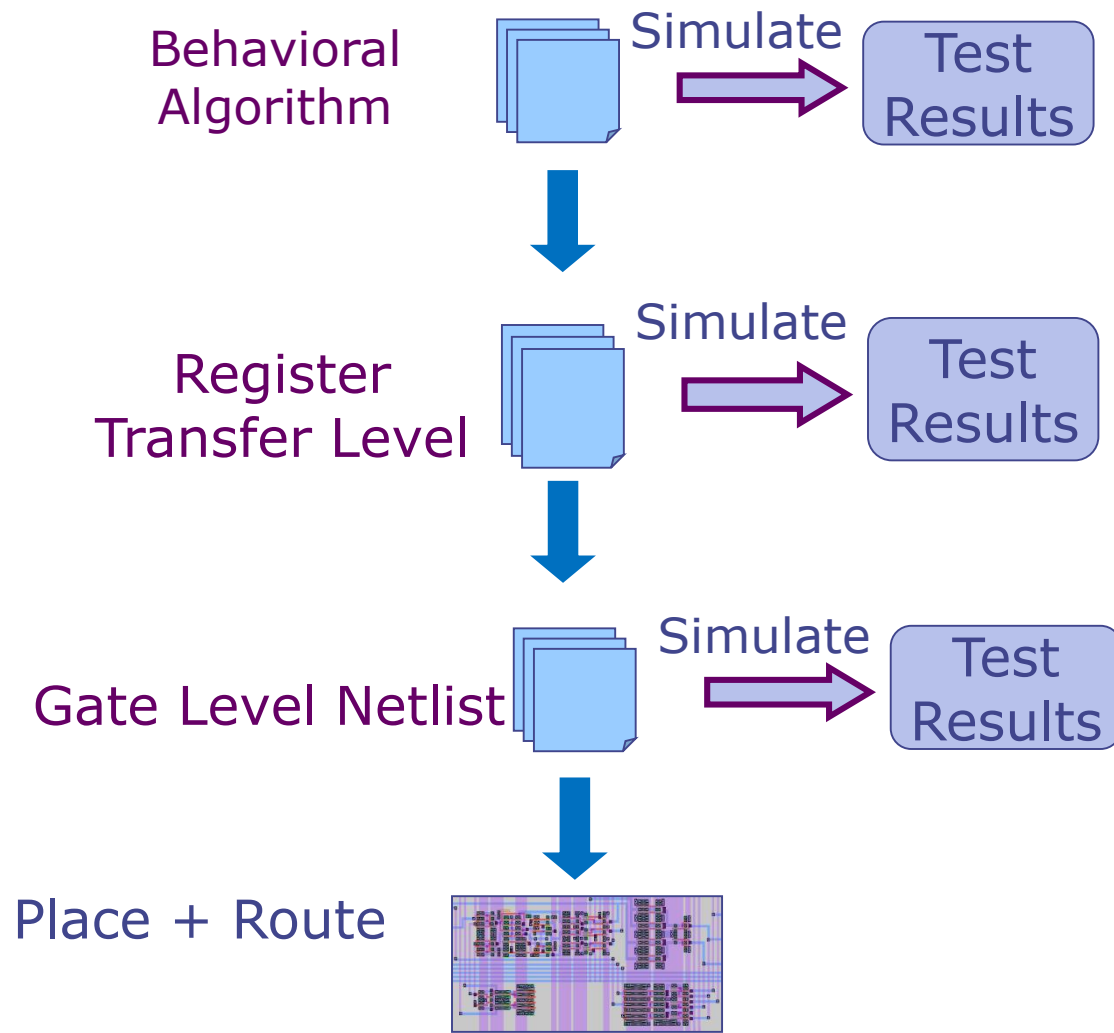 Behavioral
Algorithm
Simulate
Test
Results
Register
Transfer Level
Simulate
Test
Results
Gate Level Netlist
Simulate
Test
Results
Place + Route